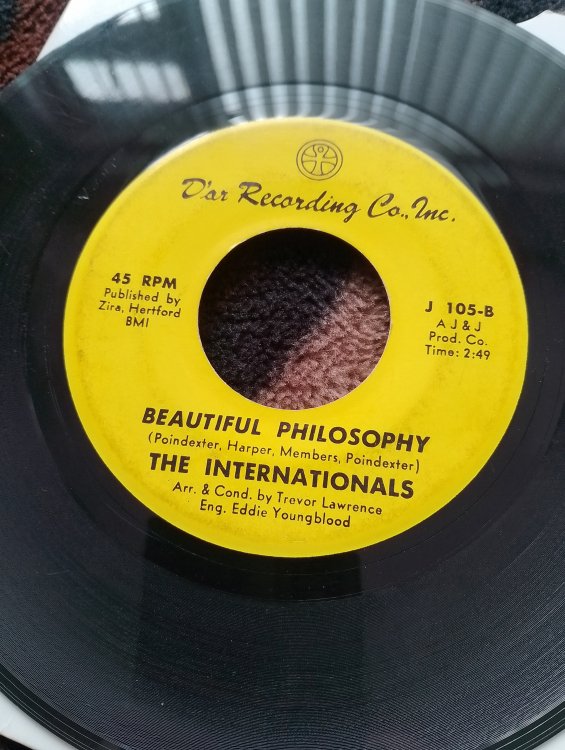 D'ar Recording Co., Inc.
45 RPM
Published by
Zira, Hertford
BMI
J 105-B
A J & J
Prod. Co.
Time: 2:49
BEAUTIFUL PHILOSOPHY
(Poindexter, Harper, Members, Poindexter)
THE INTERNATIONALS
Arr. & Cond. by Trevor Lawrence
Eng. Eddie Youngblood